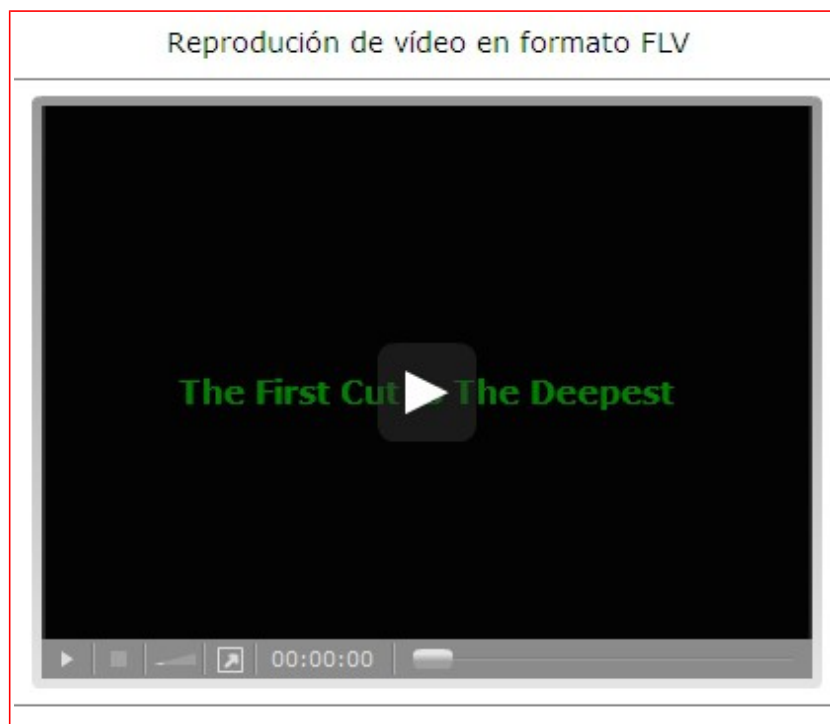 Reprodución de vídeo en formato FLV
The First Cut The Deepest
00:00:00